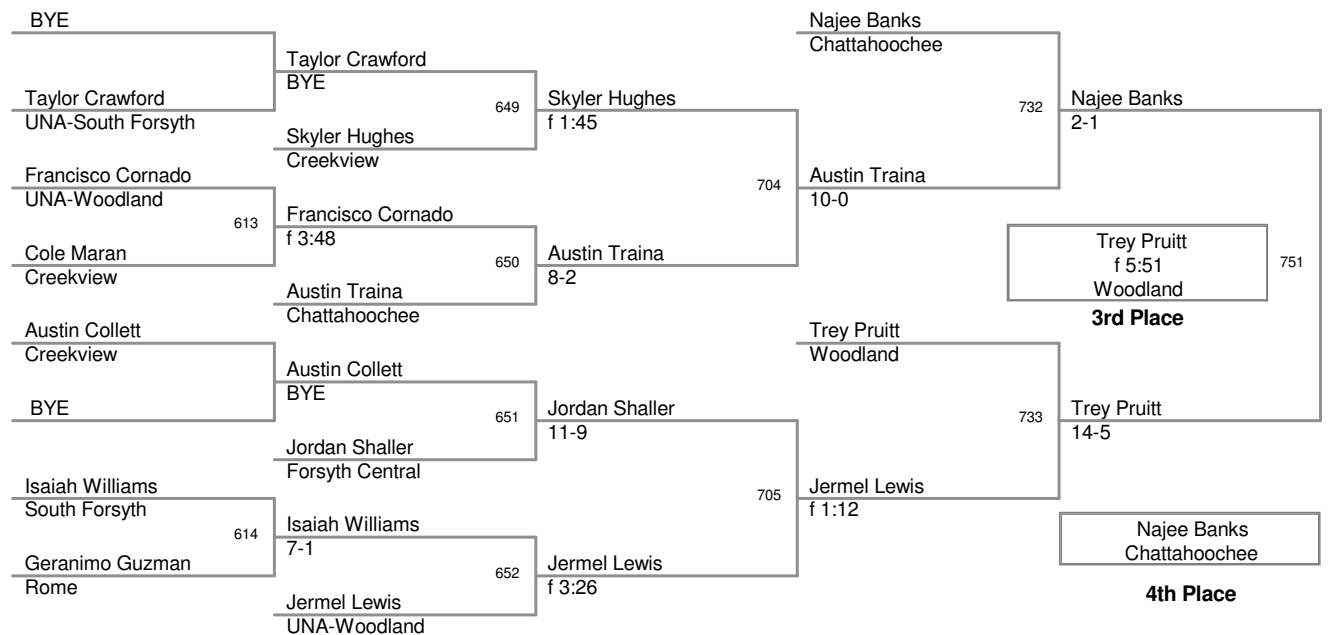 BYE
Taylor Crawford
UNA-South Forsyth
Francisco Cornado
UNA-Woodland
613
Cole Maran
Creekview
Austin Collett
Creekview
BYE
Isaiah Williams
South Forsyth
614
Geranimo Guzman
Rome
Taylor Crawford
BYE
649
Skyler Hughes
Creekview
Francisco Cornado
f 3:48
650
Austin Traina
Chattahoochee
Austin Collett
BYE
651
Jordan Shaller
Forsyth Central
Isaiah Williams
7-1
652
Jermel Lewis
UNA-Woodland
Skyler Hughes
f 1:45
704
Austin Traina
8-2
Jordan Shaller
11-9
705
Jermel Lewis
f 3:26
Najee Banks
Chattahoochee
732
Austin Traina
10-0
Trey Pruitt
Woodland
733
Jermel Lewis
f 1:12
Najee Banks
2-1
Trey Pruitt
f 5:51
Woodland
751
3rd Place
Trey Pruitt
14-5
Najee Banks
Chattahoochee
4th Place